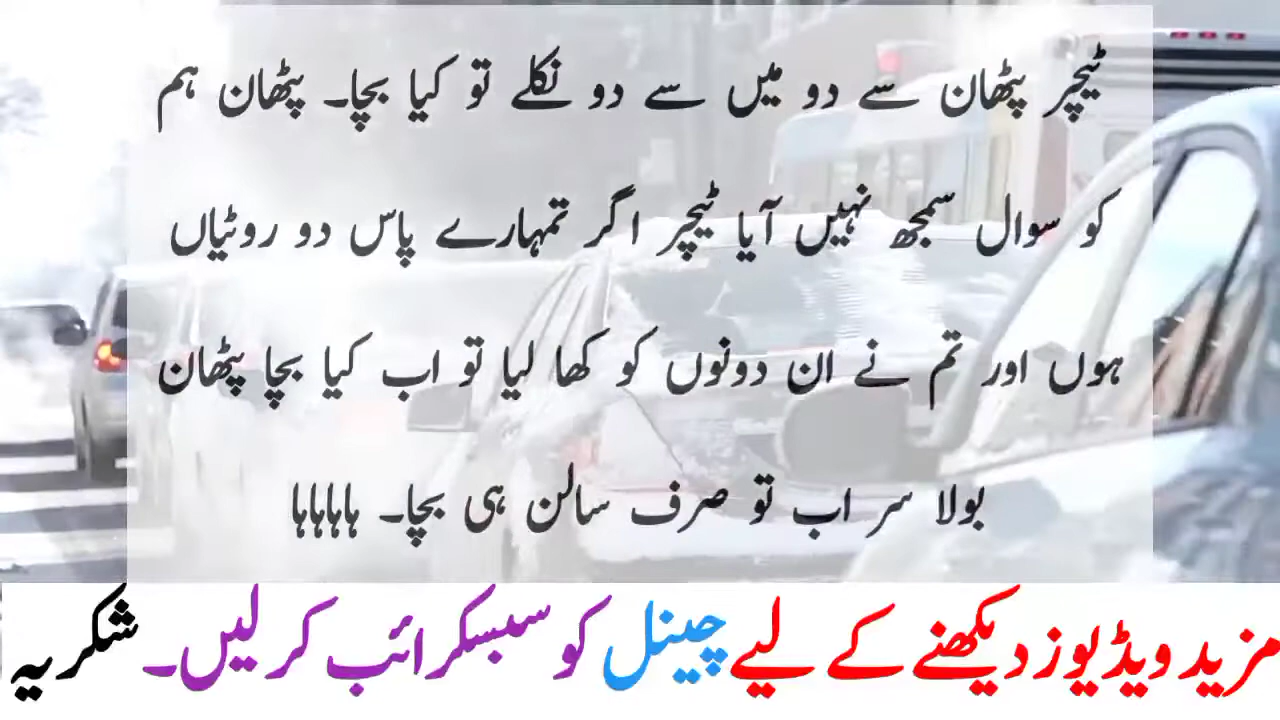 ٹیچر پٹھان سے دو میں سے دو نکلے تو کیا بچا۔ پٹھان ہم
کو سوال سمجھ نہیں آیا ٹیچر اگر تمہارے پاس دو روٹیاں
ہوں اور تم نے ان دونوں کو کھا لیا تو اب کیا بچا پٹھان
بولا سر اب تو صرف سالن ہی بچا۔ ہاہاہاہا
مزید ویڈیوز دیکھنے کے لیے چینل کو سبسکرائب کر لیں۔ شکریہ